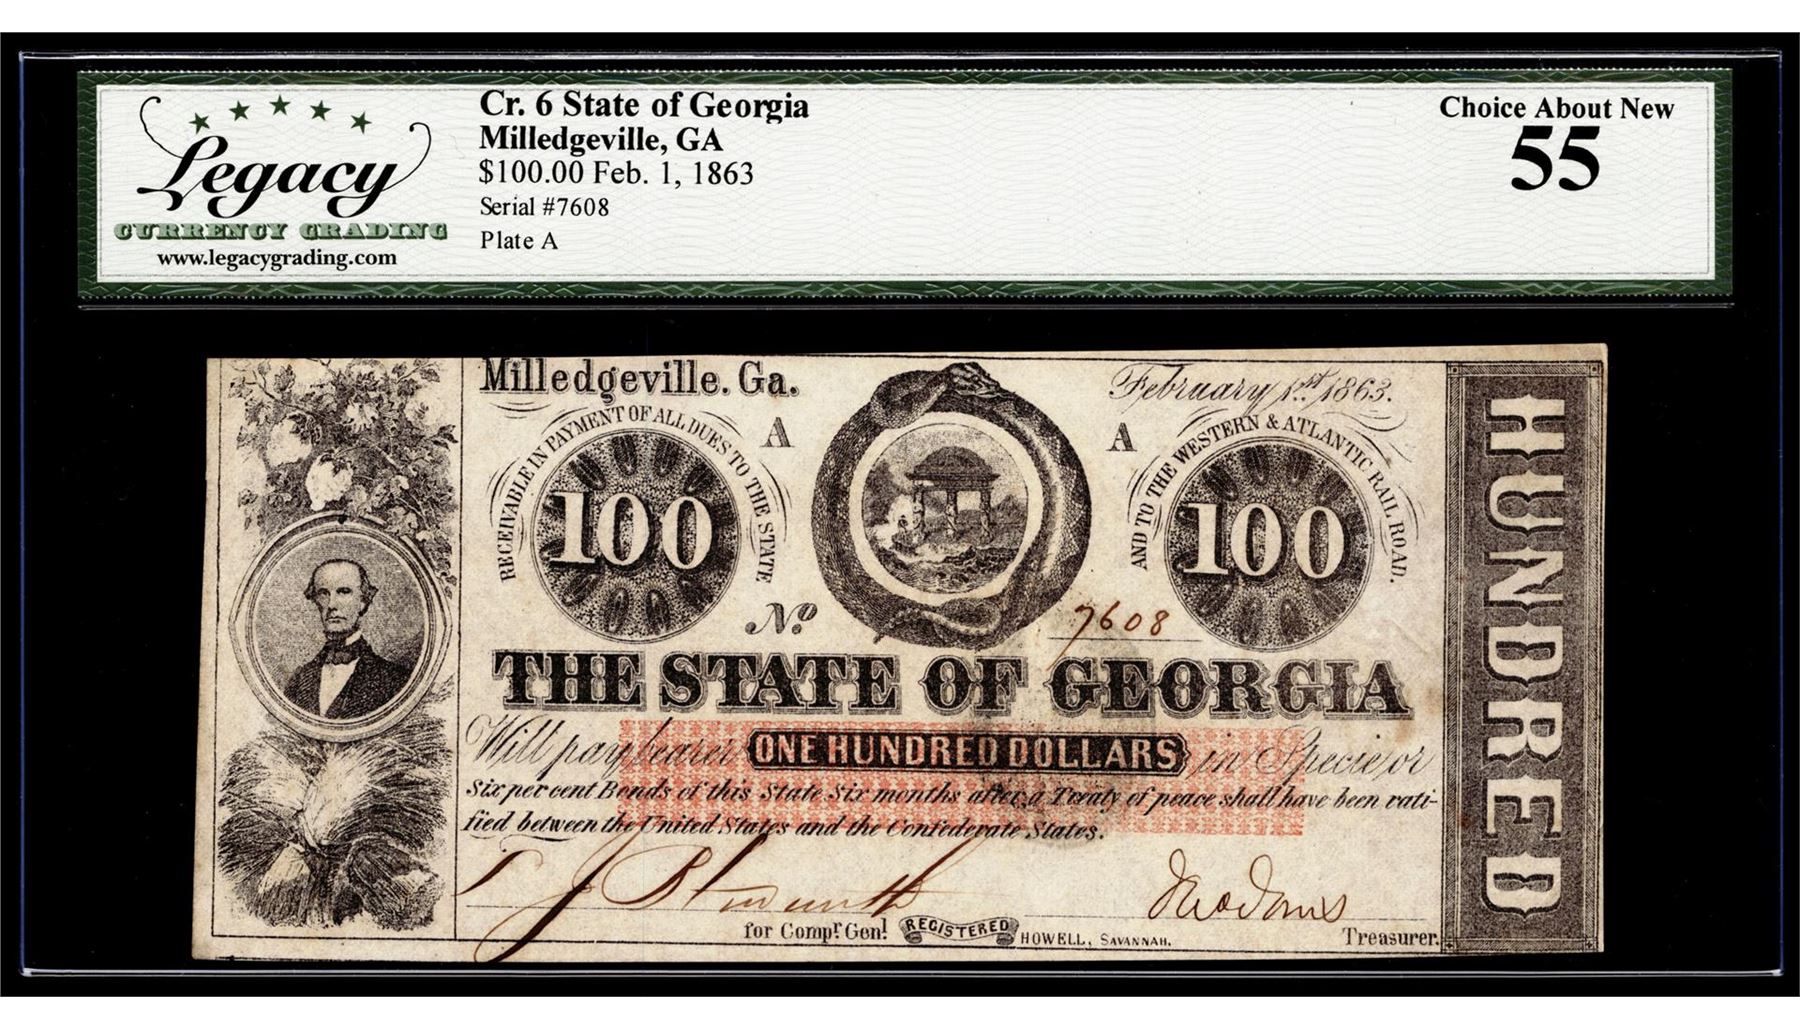 Legacy
CURRENCY GRADING
www.legacygrading.com
Cr. 6 State of Georgia
Milledgeville, GA
$100.00 Feb. 1, 1863
Serial #7608
Plate A
Choice About New
55
Milledgeville. Ga.
February 1st 1863.
RECEIVABLE IN PAYMENT OF ALL DUES TO THE STATE
100
A
A
AND TO THE WESTERN & ATLANTIC RAIL ROAD.
100
HUNDRED
No. 7608
THE STATE OF GEORGIA
Will pay bearer ONE HUNDRED DOLLARS in Specie or
Six per cent Bonds of this State six months after a Treaty of peace shall have been rati-
fied between the United States and the Confederate States.
for Compr. Genl.
REGISTERED
HOWELL, SAVANNAH.
Treasurer.